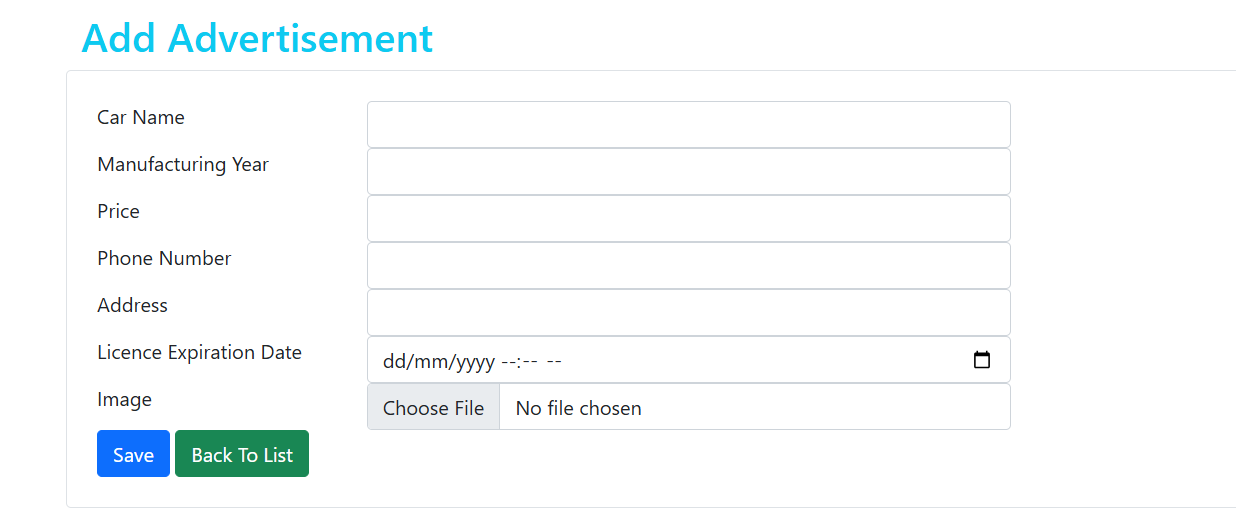 Add Advertisement
Car Name
Manufacturing Year
Price
Phone Number
Address
Licence Expiration Date dd/mm/yyyy --:-- --
Image Choose File No file chosen
Save Back To List